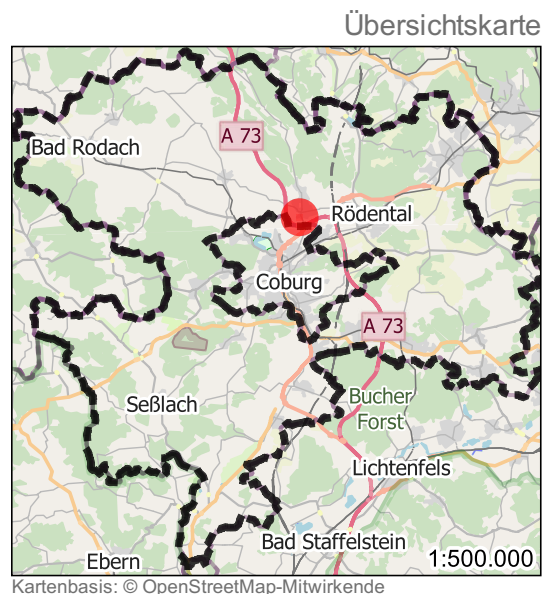 Übersichtskarte
A 73
Bad Rodach
Rödental
Coburg
A 73
Bucher
Forst
Seßlach
Lichtenfels
Bad Staffelstein
Ebern
1:500.000
Kartenbasis: © OpenStreetMap-Mitwirkende